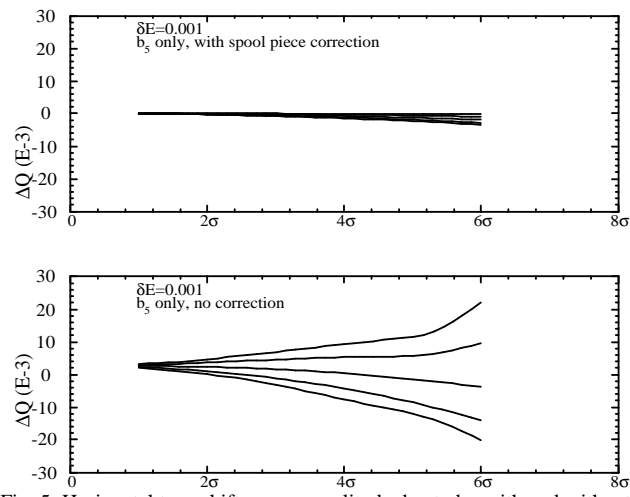 30
δE=0.001
b₅ only, with spool piece correction
20
10
0
-10
-20
-30
ΔQ (E-3)
0 2σ 4σ 6σ 8σ
30
δE=0.001
b₅ only, no correction
20
10
0
-10
-20
-30
ΔQ (E-3)
0 2σ 4σ 6σ 8σ